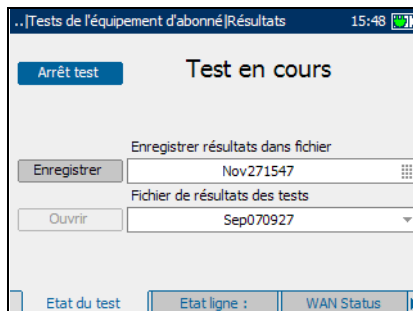 ..|Tests de l'équipement d'abonné|Résultats 15:48
Arrêt test Test en cours
Enregistrer résultats dans fichier
Enregistrer Nov271547
Fichier de résultats des tests
Ouvrir Sep070927
Etat du test Etat ligne : WAN Status